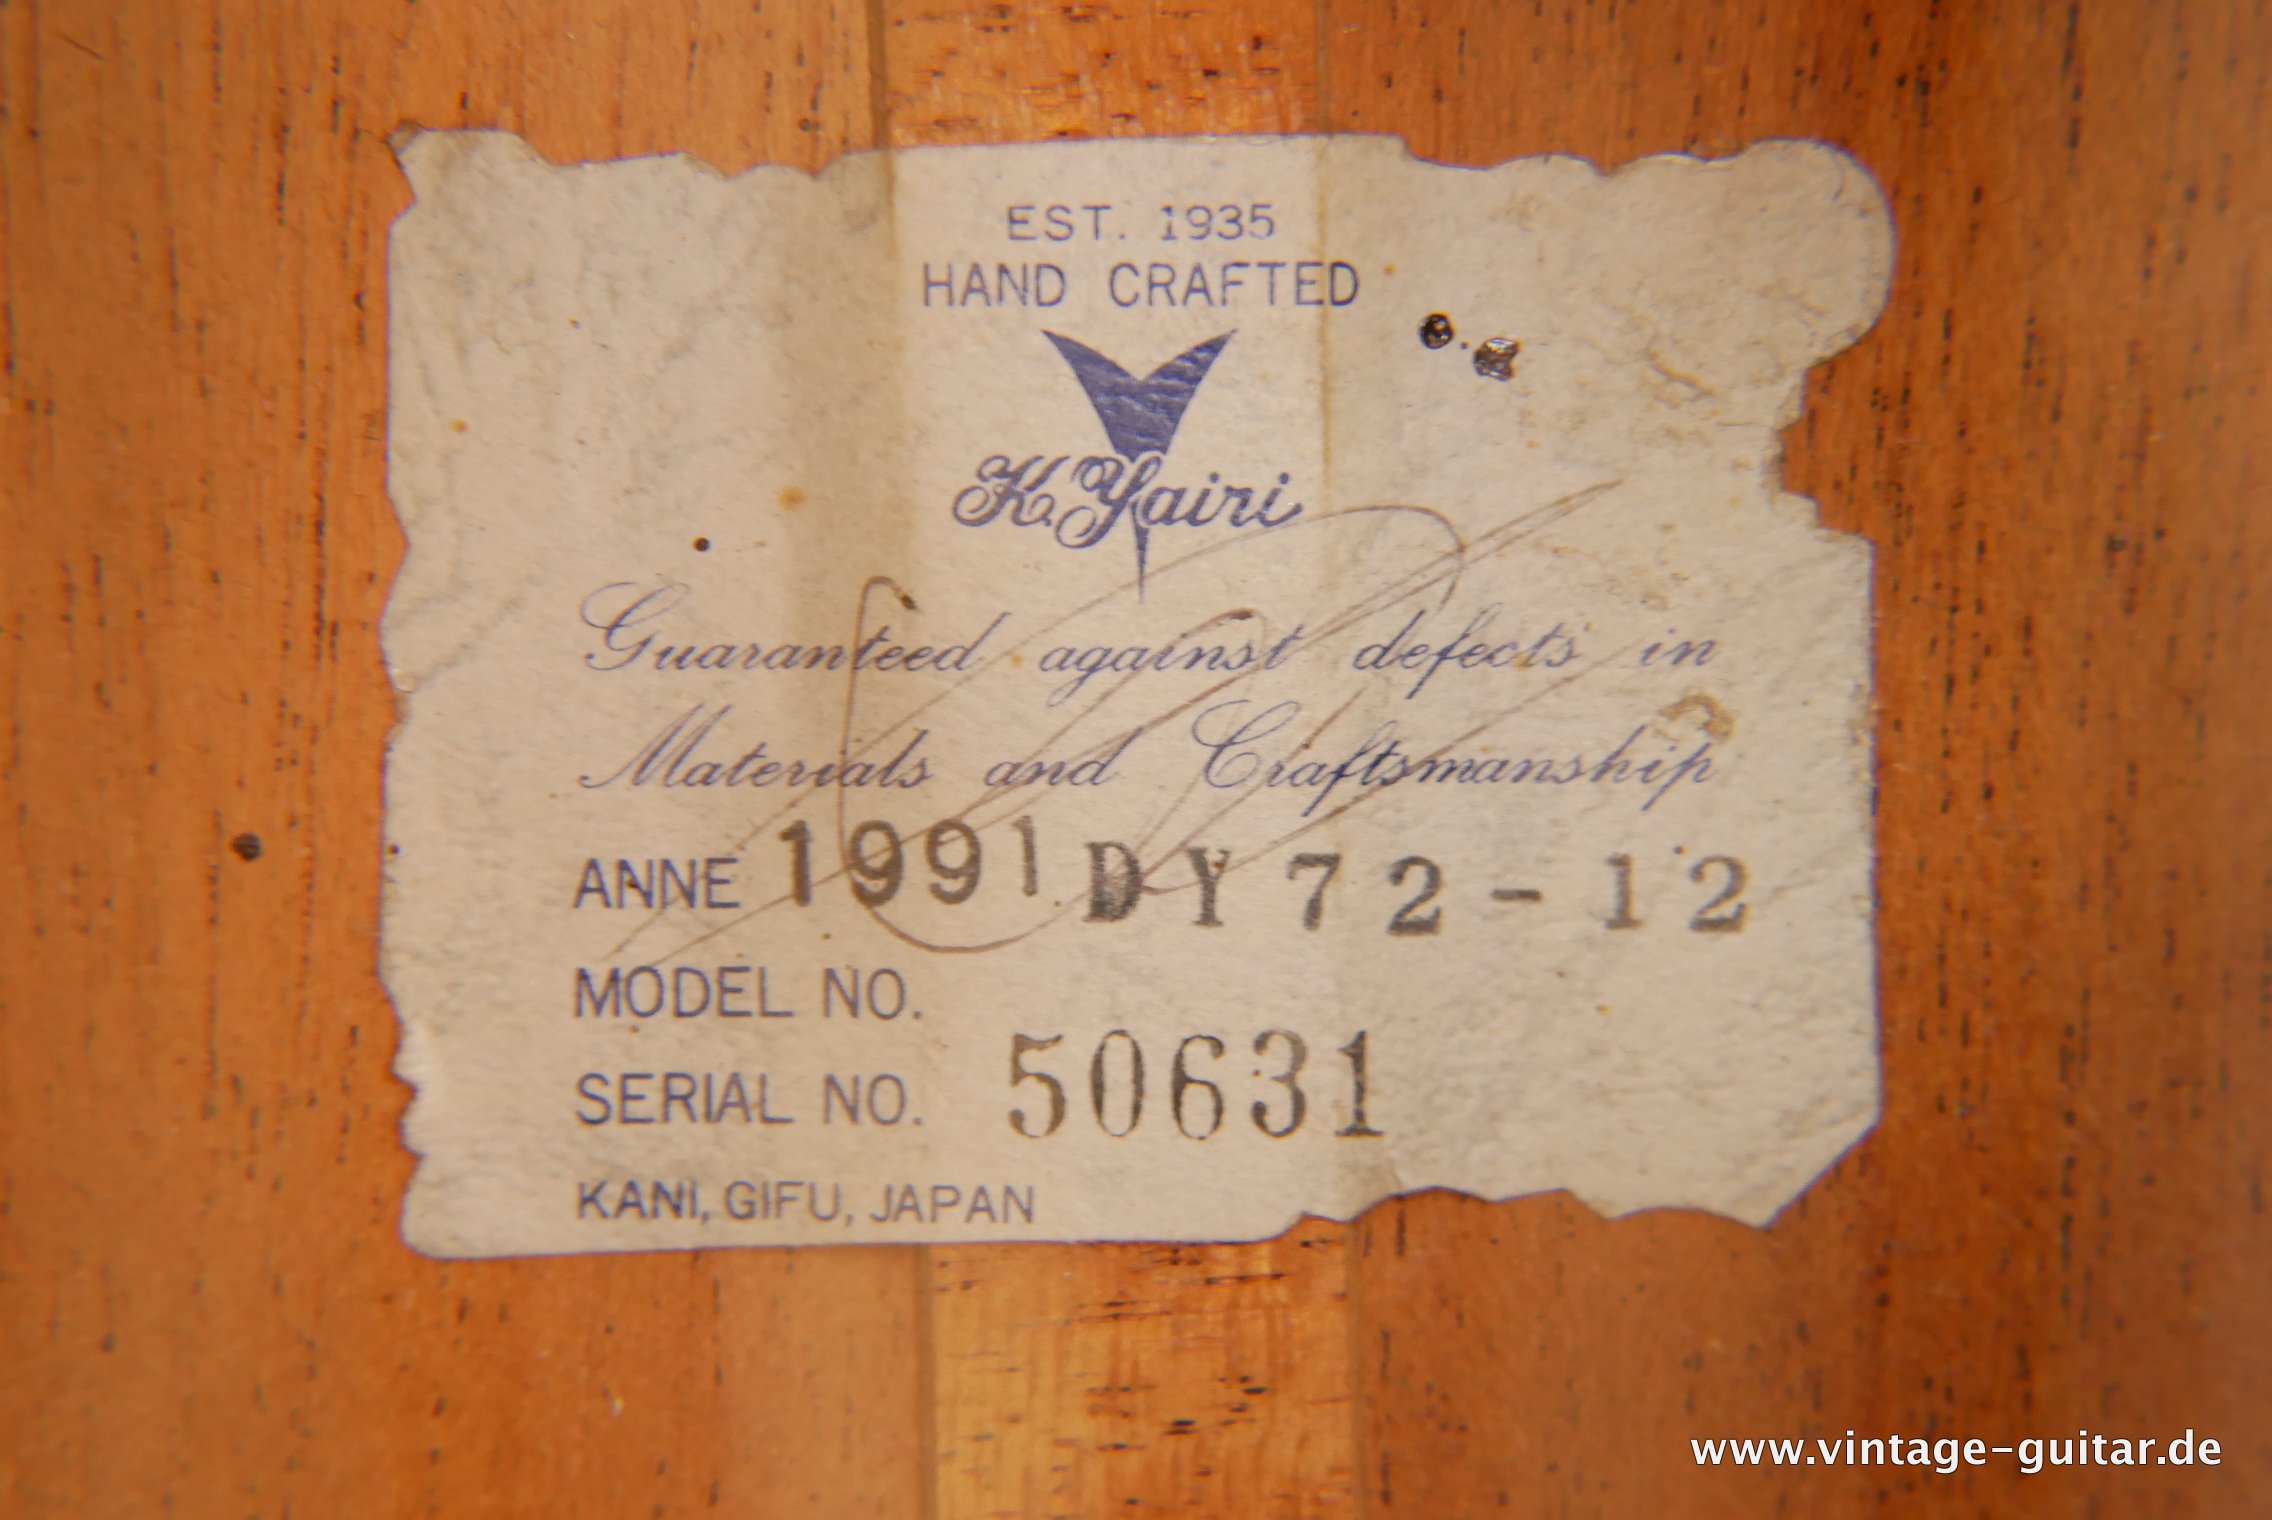 EST. 1935
HAND CRAFTED
K.Yairi
Guaranteed against defects in
Materials and Craftsmanship
ANNE 1991 DY72-12
MODEL NO.
SERIAL NO. 50631
KANI, GIFU, JAPAN
www.vintage-guitar.de